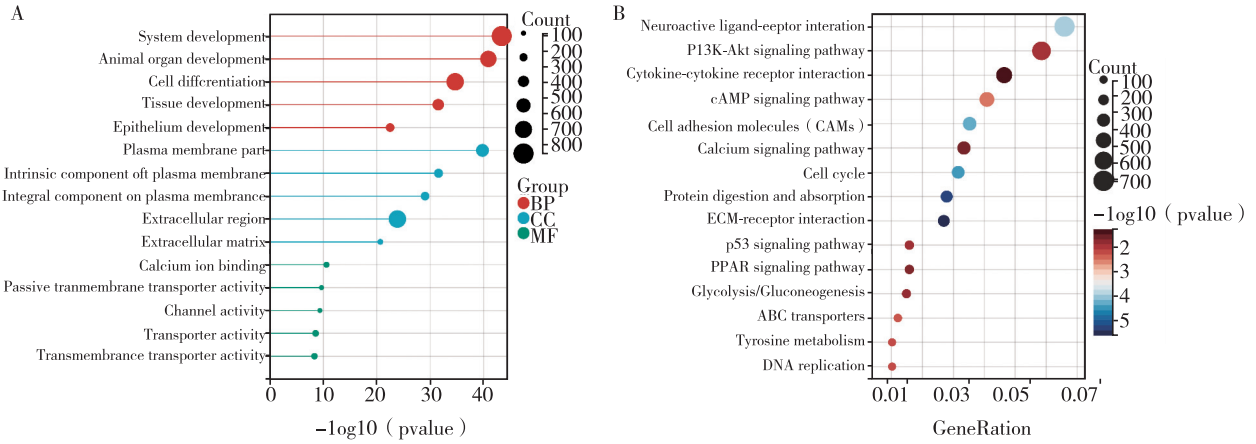 A
System development
Animal organ development
Cell differentiation
Tissue development
Epithelium development
Plasma membrane part
Intrinsic component oft plasma membrane
Integral component on plasma membrance
Extracellular region
Extracellular matrix
Calcium ion binding
Passive tranmembrane transporter activity
Channel activity
Transporter activity
Transmembrance transporter activity
0 10 20 30 40
−1og10 ( pvalue )
Count
100
200
300
400
500
600
700
800
Group
BP
CC
MF
B
Neuroactive ligand-eeptor interation
P13K-Akt signaling pathway
Cytokine-cytokine receptor interaction
cAMP signaling pathway
Cell adhesion molecules ( CAMs )
Calcium signaling pathway
Cell cycle
Protein digestion and absorption
ECM-receptor interaction
p53 signaling pathway
PPAR signaling pathway
Glycolysis/Gluconeogenesis
ABC transporters
Tyrosine metabolism
DNA replication
0.01 0.03 0.05 0.07
GeneRation
Count
100
200
300
400
500
600
700
−1og10 ( pvalue )
2
3
4
5